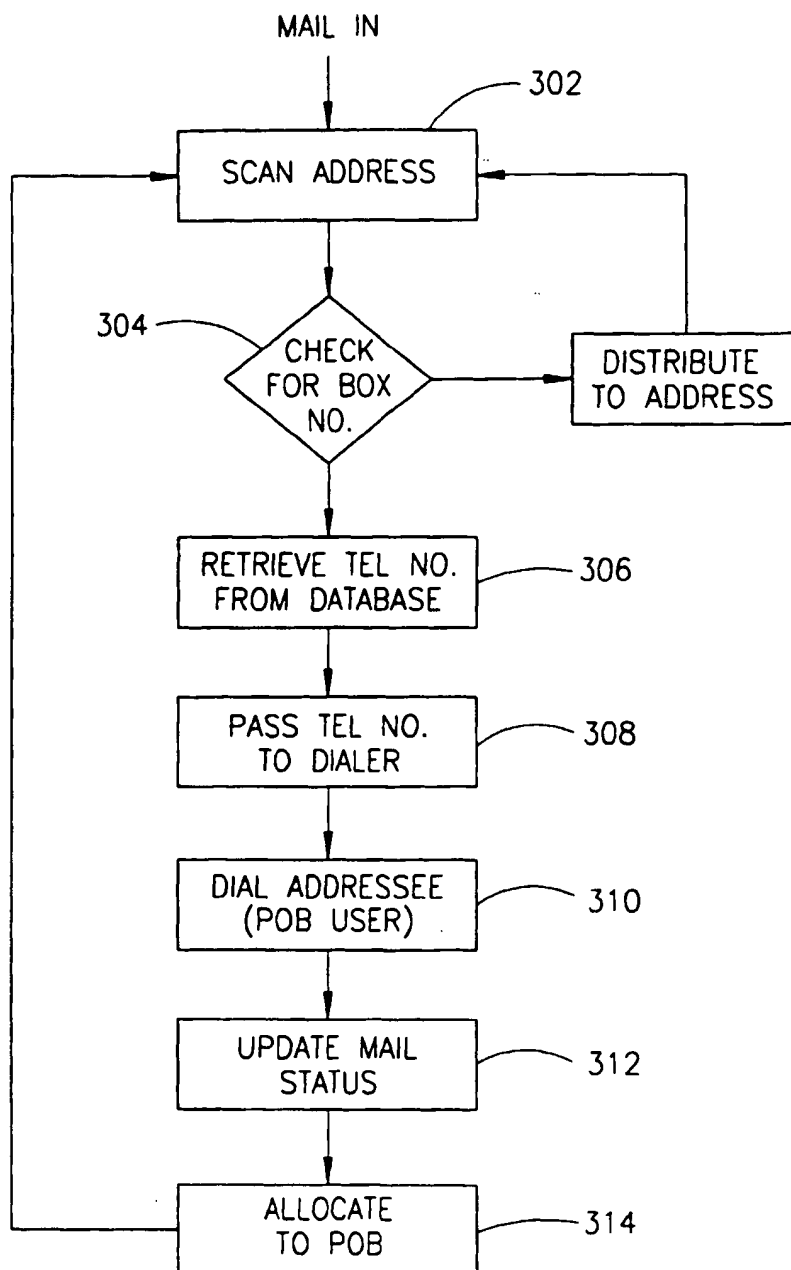 MAIL IN
302
SCAN ADDRESS
304
CHECK
FOR BOX
NO.
DISTRIBUTE
TO ADDRESS
RETRIEVE TEL NO.
FROM DATABASE
306
PASS TEL NO.
TO DIALER
308
DIAL ADDRESSEE
(POB USER)
310
UPDATE MAIL
STATUS
312
ALLOCATE
TO POB
314